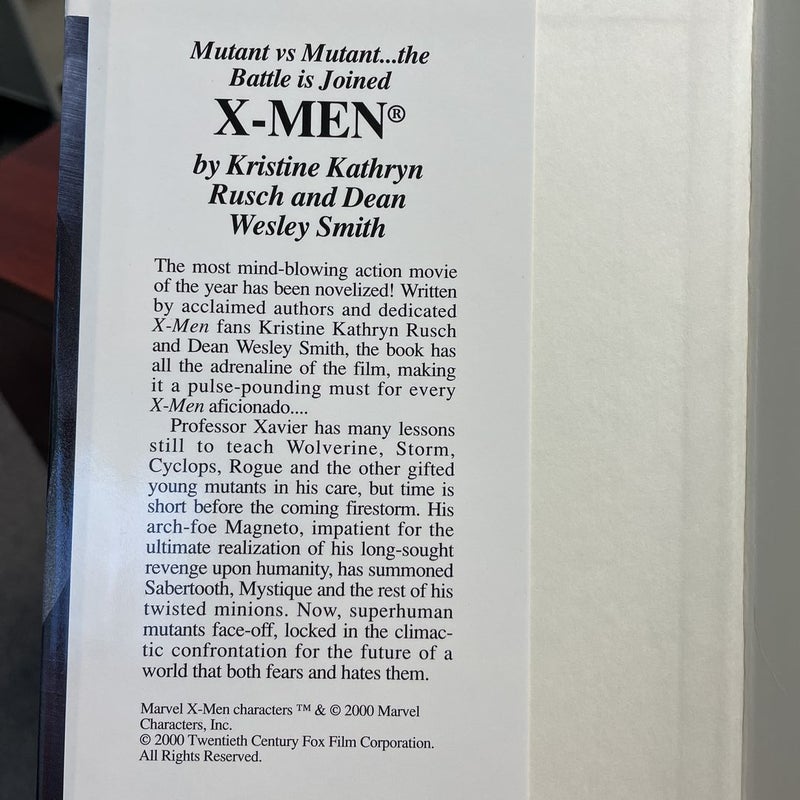 Mutant vs Mutant...the
Battle is Joined
X-MEN®
by Kristine Kathryn
Rusch and Dean
Wesley Smith
The most mind-blowing action movie
of the year has been novelized! Written
by acclaimed authors and dedicated
X-Men fans Kristine Kathryn Rusch
and Dean Wesley Smith, the book has
all the adrenaline of the film, making
it a pulse-pounding must for every
X-Men aficionado....
Professor Xavier has many lessons
still to teach Wolverine, Storm,
Cyclops, Rogue and the other gifted
young mutants in his care, but time is
short before the coming firestorm. His
arch-foe Magneto, impatient for the
ultimate realization of his long-sought
revenge upon humanity, has summoned
Sabertooth, Mystique and the rest of his
twisted minions. Now, superhuman
mutants face-off, locked in the climac-
tic confrontation for the future of a
world that both fears and hates them.
Marvel X-Men characters ™ & © 2000 Marvel
Characters, Inc.
© 2000 Twentieth Century Fox Film Corporation.
All Rights Reserved.